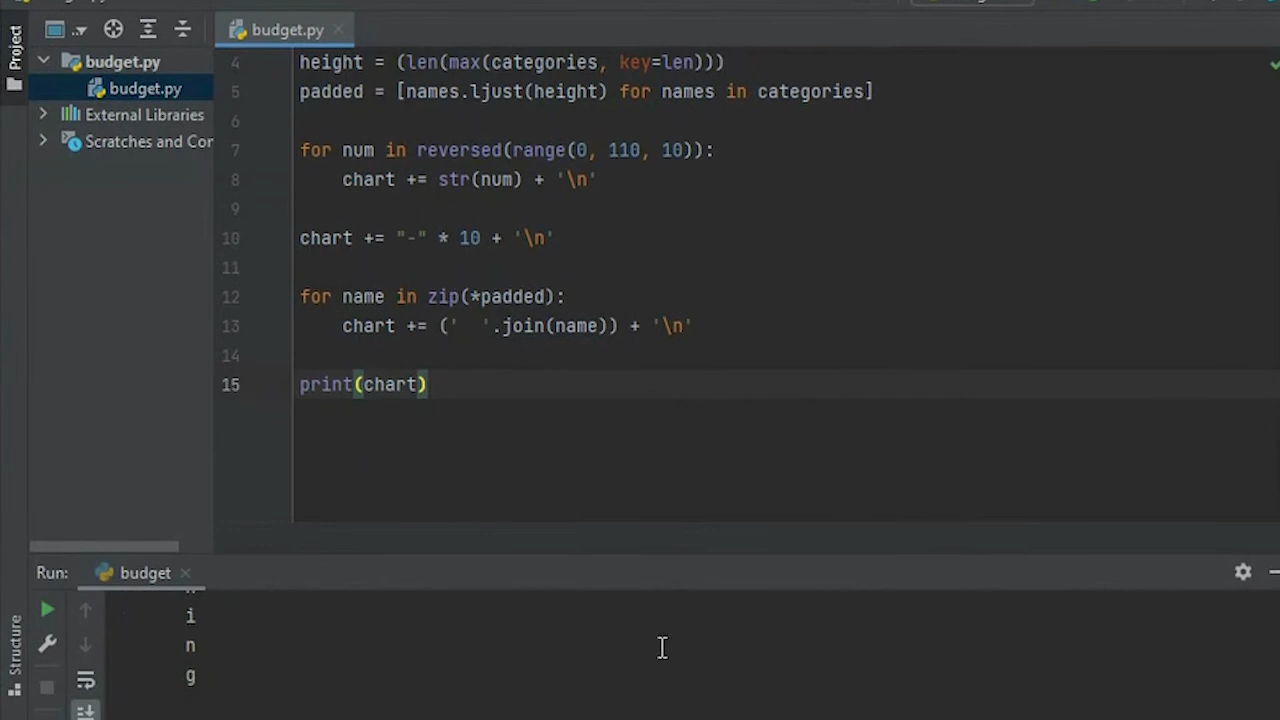 Project
budget.py
budget.py
budget.py
External Libraries
Scratches and Cor
4 height = (len(max(categories, key=len)))
5 padded = [names.ljust(height) for names in categories]
6
7 for num in reversed(range(0, 110, 10)):
8     chart += str(num) + '\n'
9
10 chart += "-" * 10 + '\n'
11
12 for name in zip(*padded):
13     chart += ('  '.join(name)) + '\n'
14
15 print(chart)
Run: budget
i
n
g
Structure